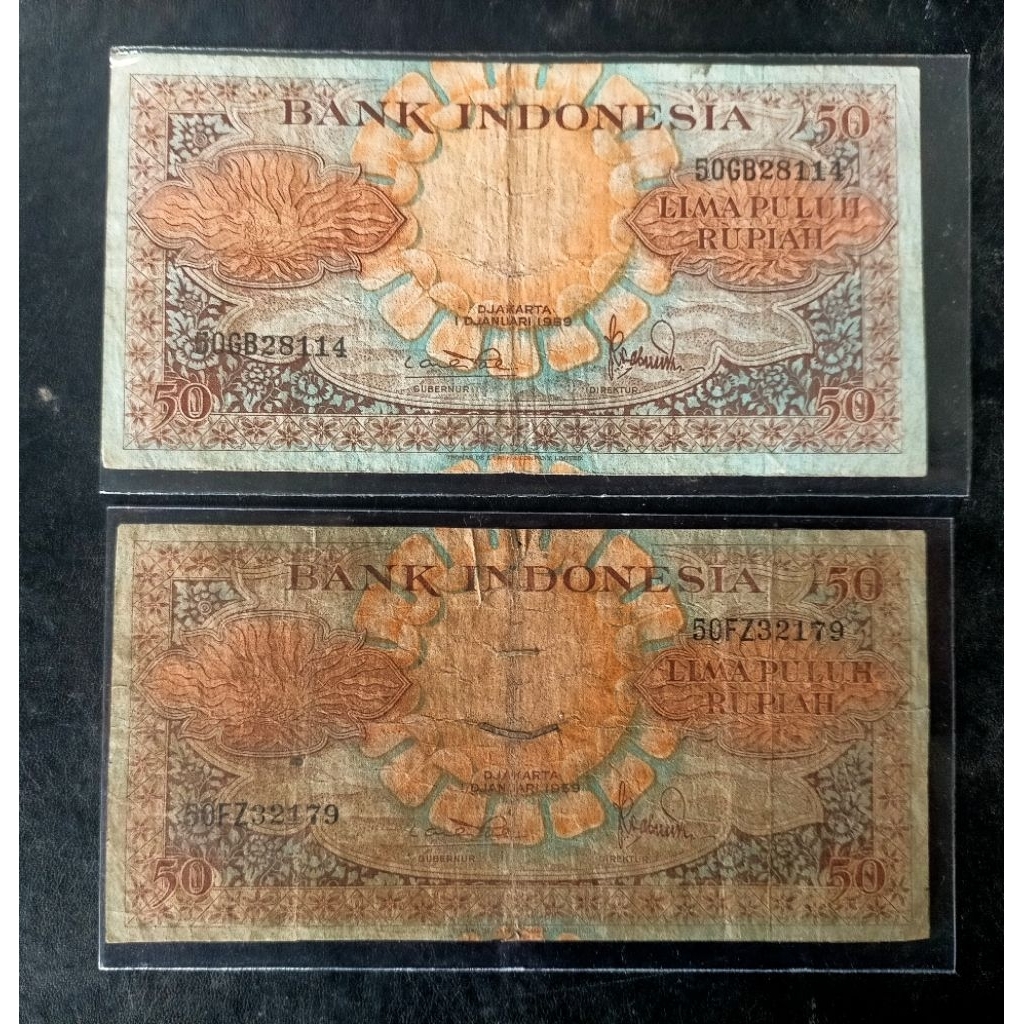 BANK INDONESIA
50
50GB28114
LIMA PULUH
RUPIAH
DJAKARTA
1 DJANUARI 1959
50GB28114
GUBERNUR
DIREKTUR
50
50
BANK INDONESIA
50
50FZ32179
LIMA PULUH
RUPIAH
DJAKARTA
1 DJANUARI 1959
50FZ32179
GUBERNUR
DIREKTUR
50
50